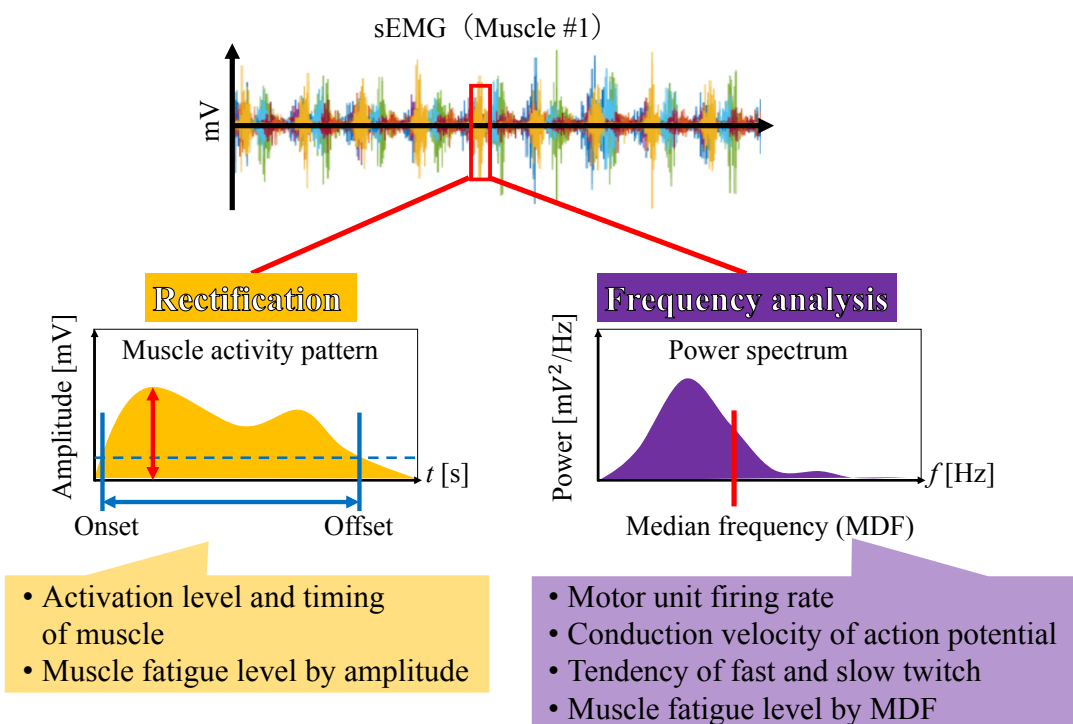 sEMG（Muscle #1）
mV
Rectification
Amplitude [mV]
Muscle activity pattern
t [s]
Onset
Offset
• Activation level and timing
of muscle
• Muscle fatigue level by amplitude
Frequency analysis
Power [mV²/Hz]
Power spectrum
f [Hz]
Median frequency (MDF)
• Motor unit firing rate
• Conduction velocity of action potential
• Tendency of fast and slow twitch
• Muscle fatigue level by MDF